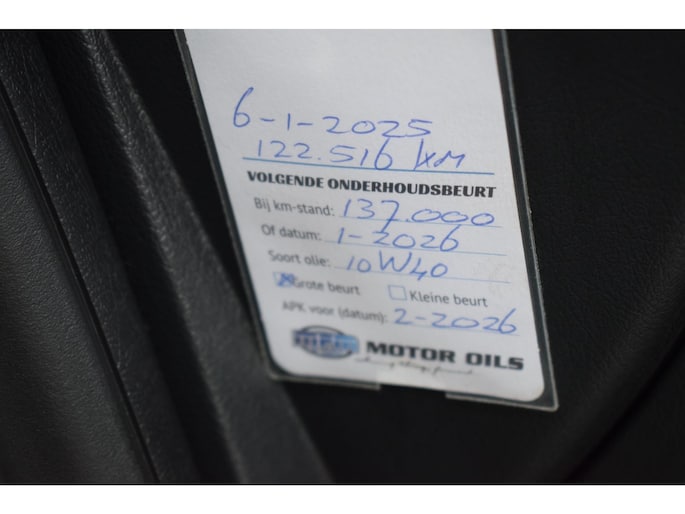 6-1-2025
122.516 KM
VOLGENDE ONDERHOUDSBEURT
Bij km-stand: 137.000
Of datum: 1-2026
Soort olie: 10W40
Grote beurt Kleine beurt
APK voor (datum): 2-2026
MOTOR OILS